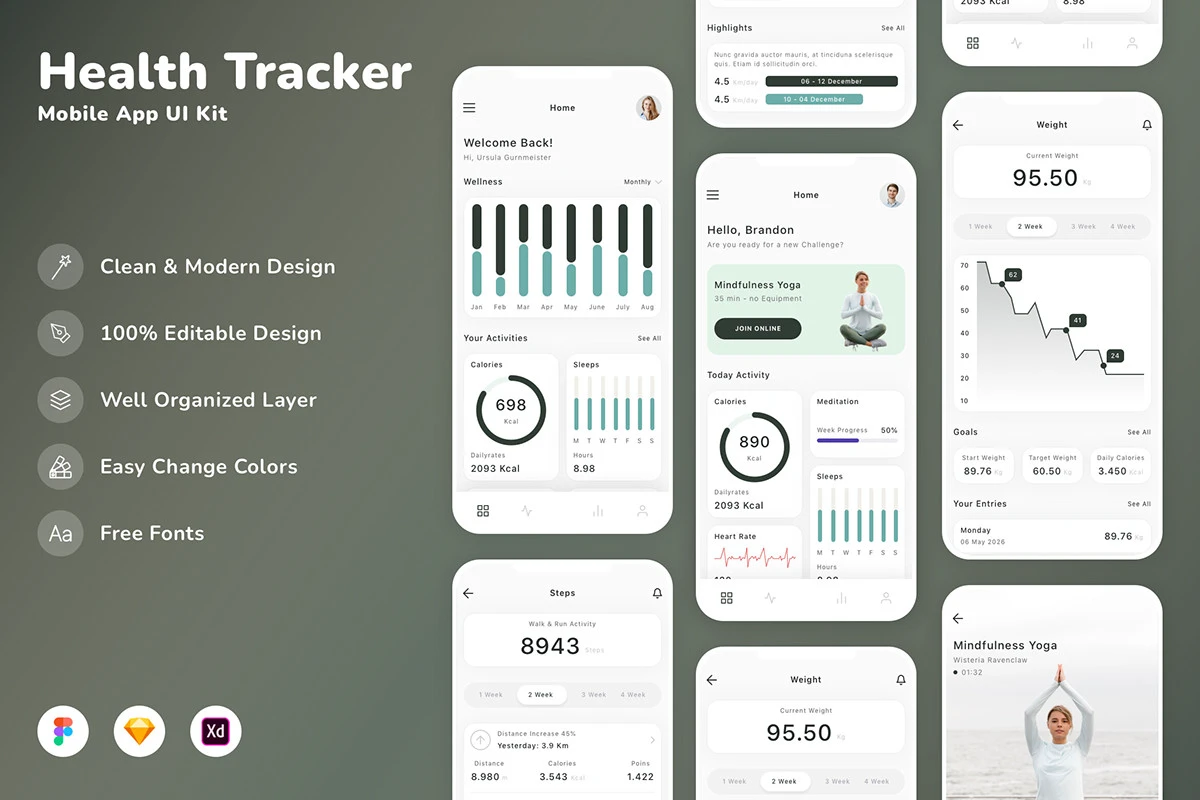 Health Tracker
Mobile App UI Kit
Clean & Modern Design
100% Editable Design
Well Organized Layer
Easy Change Colors
Aa
Free Fonts
Xd
Home
Welcome Back!
Hi, Ursula Gurnmeister
Wellness
Monthly
Jan Feb Mar Apr May June July Aug
Your Activities
See All
Calories
698
Kcal
Dailyrates
2093 Kcal
Sleeps
M T W T F S S
Hours
8.98
Steps
Walk & Run Activity
8943 Steps
1 Week 2 Week 3 Week 4 Week
Distance Increase 45%
Yesterday: 3.9 Km
Distance Calories Poins
8.980 m 3.543 Kcal 1.422
Highlights
See All
Nunc gravida auctor mauris, at tincidunt scelerisque
quis. Etiam id sollicitudin orci.
4.5 Km/day 06 - 12 December
4.5 Km/day 10 - 04 December
Home
Hello, Brandon
Are you ready for a new Challenge?
Mindfulness Yoga
35 min - no Equipment
JOIN ONLINE
Today Activity
Calories
890
Kcal
Dailyrates
2093 Kcal
Heart Rate
Meditation
Week Progress 50%
Sleeps
M T W T F S S
Hours
Weight
Current Weight
95.50 Kg
1 Week 2 Week 3 Week 4 Week
2093 Kcal
8.98
Weight
Current Weight
95.50 Kg
1 Week 2 Week 3 Week 4 Week
70
60
50
40
30
20
10
62
41
24
Goals
See All
Start Weight Target Weight Daily Calories
89.76 Kg 60.50 Kg 3.450 Kcal
Your Entries
See All
Monday
06 May 2026
89.76 Kg
Mindfulness Yoga
Wisteria Ravenclaw
01:32